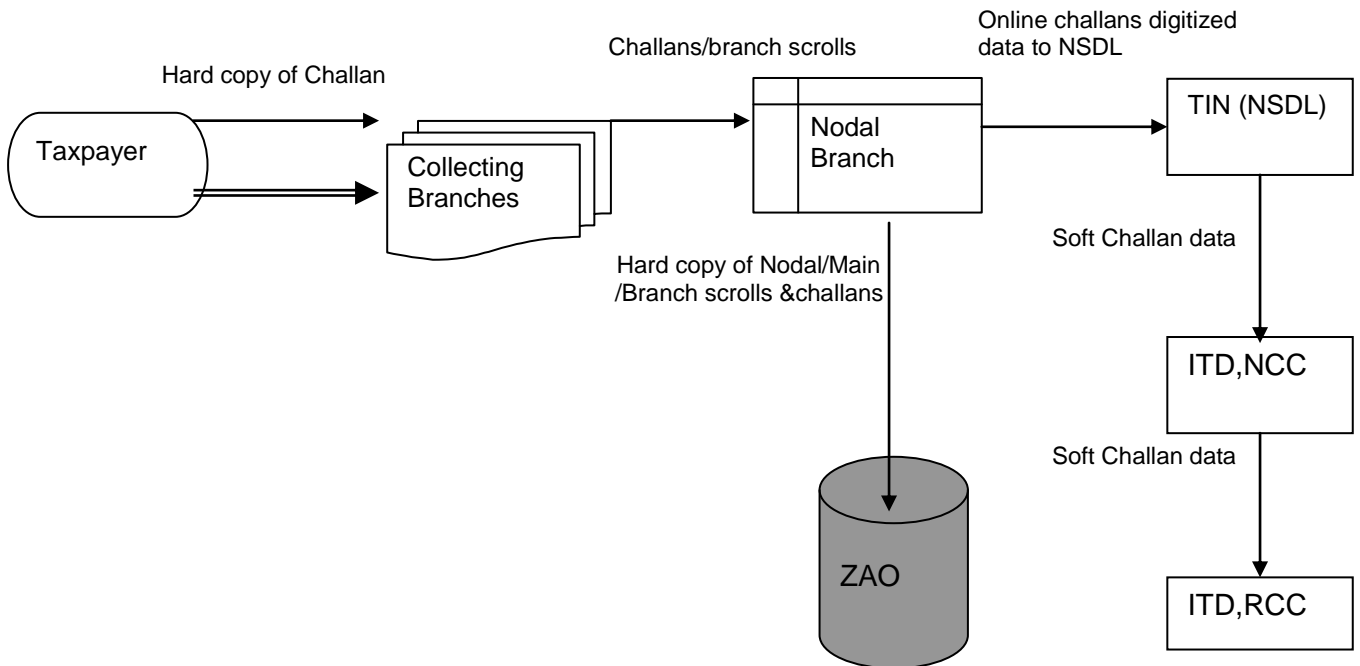 Online challans digitized
data to NSDL
Challans/branch scrolls
Hard copy of Challan
TIN (NSDL)
Nodal
Branch
Taxpayer
Collecting
Branches
Soft Challan data
Hard copy of Nodal/Main
/Branch scrolls &challans
ITD,NCC
Soft Challan data
ZAO
ITD,RCC